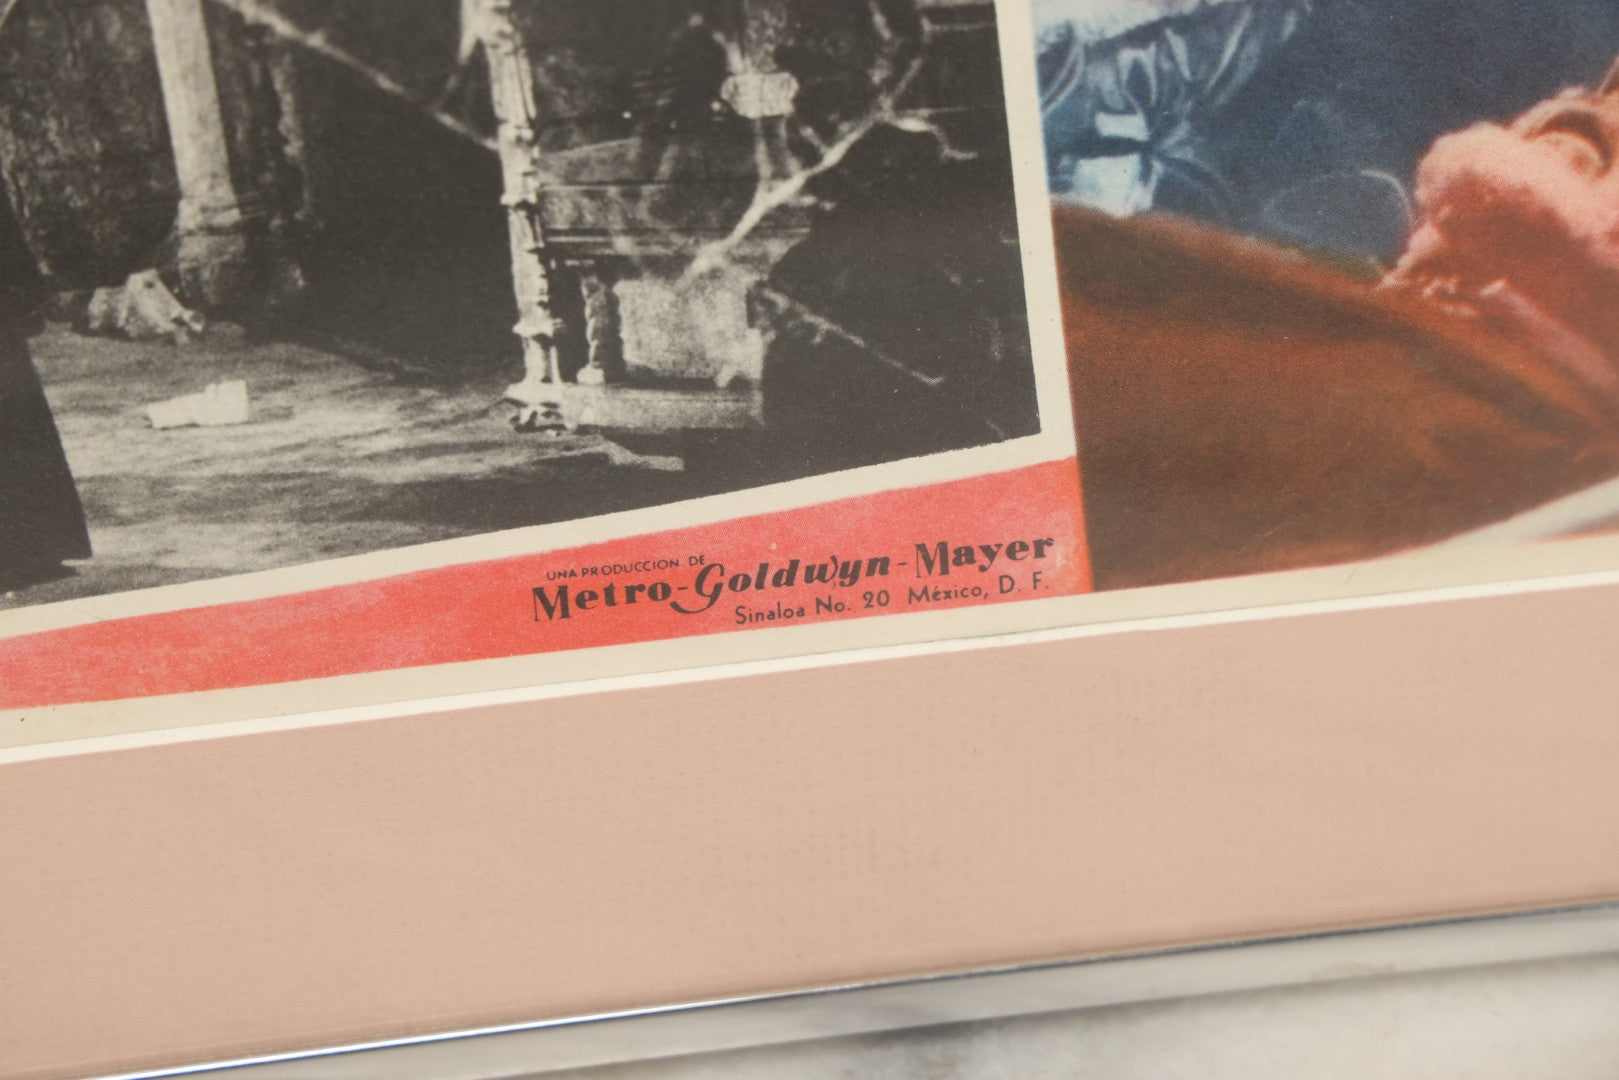 UNA PRODUCCION DE
Metro-Goldwyn-Mayer
Sinaloa No. 20 México, D. F.